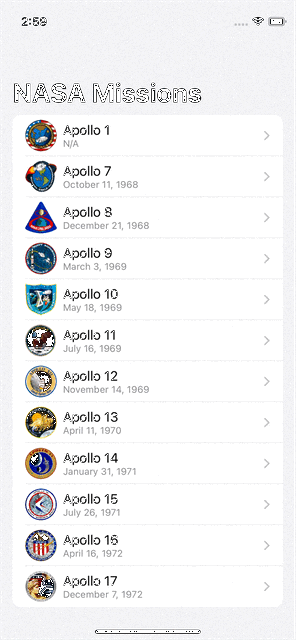 2:59
NASA Missions
Apollo 1
N/A
Apollo 7
October 11, 1968
Apollo 8
December 21, 1968
Apollo 9
March 3, 1969
Apollo 10
May 18, 1969
Apollo 11
July 16, 1969
Apollo 12
November 14, 1969
Apollo 13
April 11, 1970
Apollo 14
January 31, 1971
Apollo 15
July 26, 1971
Apollo 16
April 16, 1972
Apollo 17
December 7, 1972